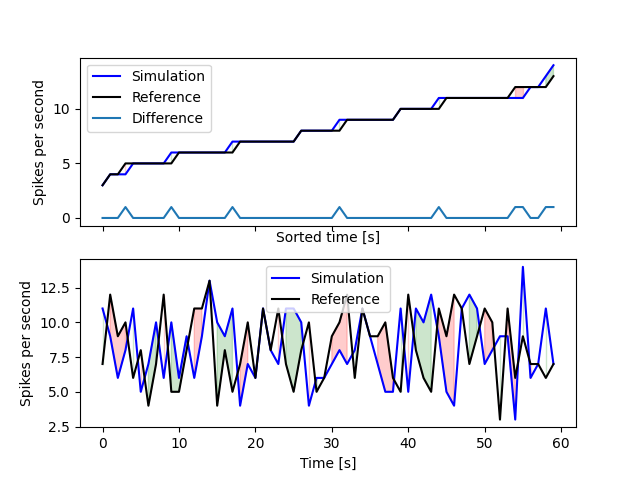 Spikes per second
10
5
0
Simulation
Reference
Difference
Sorted time [s]
Spikes per second
12.5
10.0
7.5
5.0
2.5
Simulation
Reference
0 10 20 30 40 50 60
Time [s]